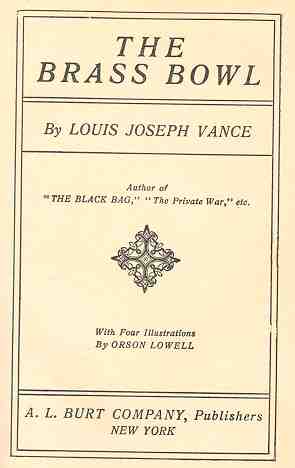 THE
BRASS BOWL
By LOUIS JOSEPH VANCE
Author of
"THE BLACK BAG," "The Private War," etc.
With Four Illustrations
By ORSON LOWELL
A. L. BURT COMPANY, Publishers
NEW YORK